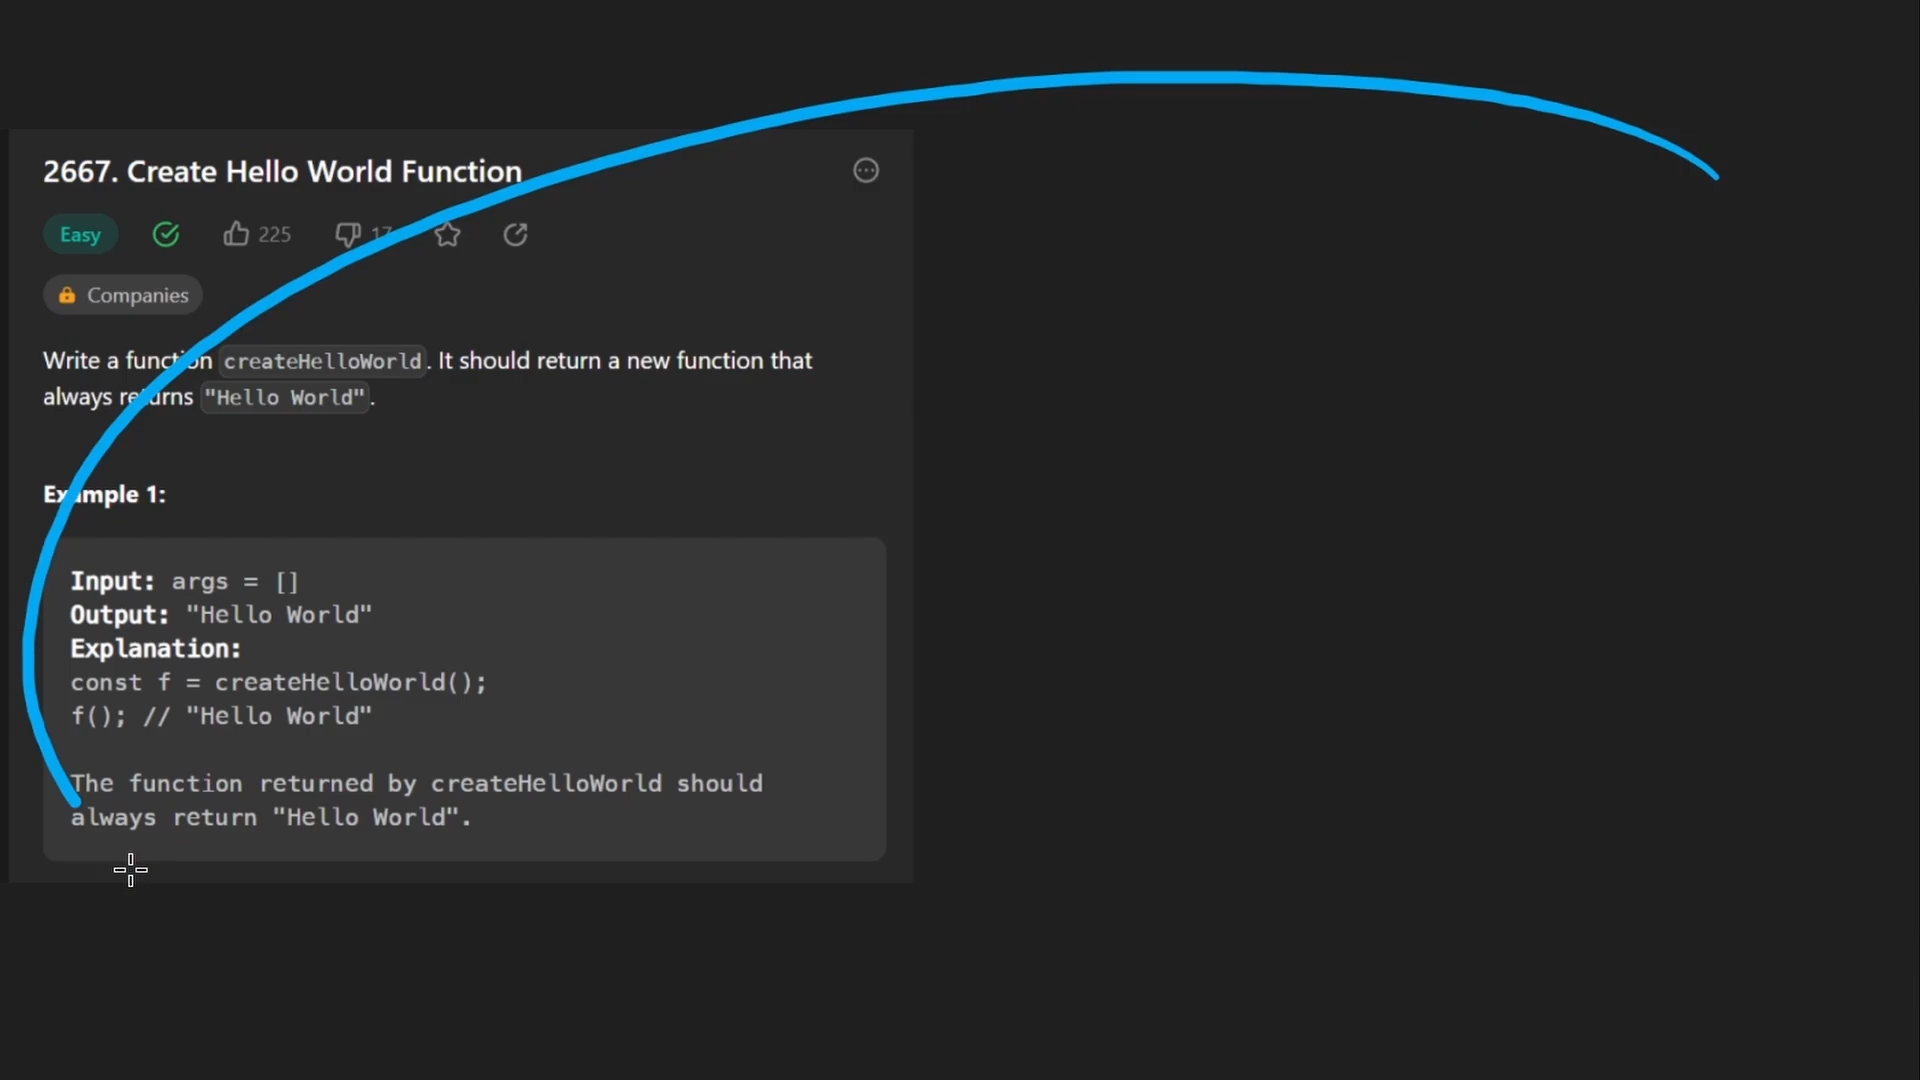 2667. Create Hello World Function
Easy 225 17
Companies
Write a function createHelloWorld. It should return a new function that
always returns "Hello World".
Example 1:
Input: args = []
Output: "Hello World"
Explanation:
const f = createHelloWorld();
f(); // "Hello World"
The function returned by createHelloWorld should
always return "Hello World".